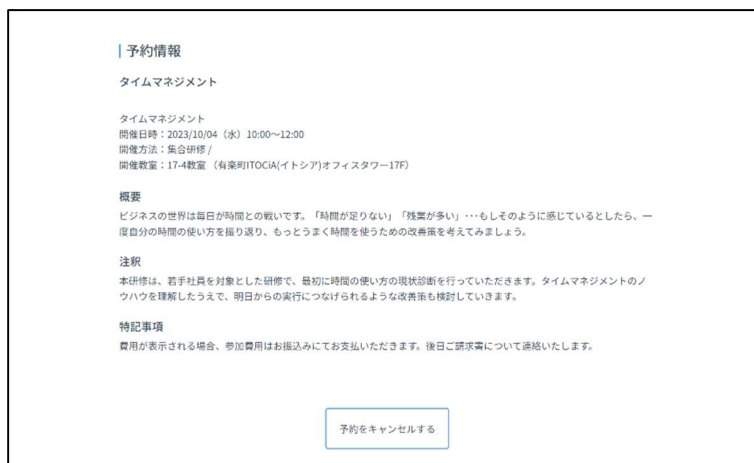 予約情報
タイムマネジメント
タイムマネジメント
開催日時：2023/10/04（水）10:00～12:00
開催方法：集合研修 /
開催教室：17-4教室 （有楽町ITOCiA(イトシア)オフィスタワー17F）
概要
ビジネスの世界は毎日が時間との戦いです。「時間が足りない」「残業が多い」･･･もしそのように感じているとしたら、一
度自分の時間の使い方を振り返り、もっとうまく時間を使うための改善策を考えてみましょう。
注釈
本研修は、若手社員を対象とした研修で、最初に時間の使い方の現状診断を行っていただきます。タイムマネジメントのノ
ウハウを理解したうえで、明日からの実行につなげられるような改善策も検討していきます。
特記事項
費用が表示される場合、参加費用はお振込みにてお支払いただきます。後日ご請求書について連絡いたします。
予約をキャンセルする